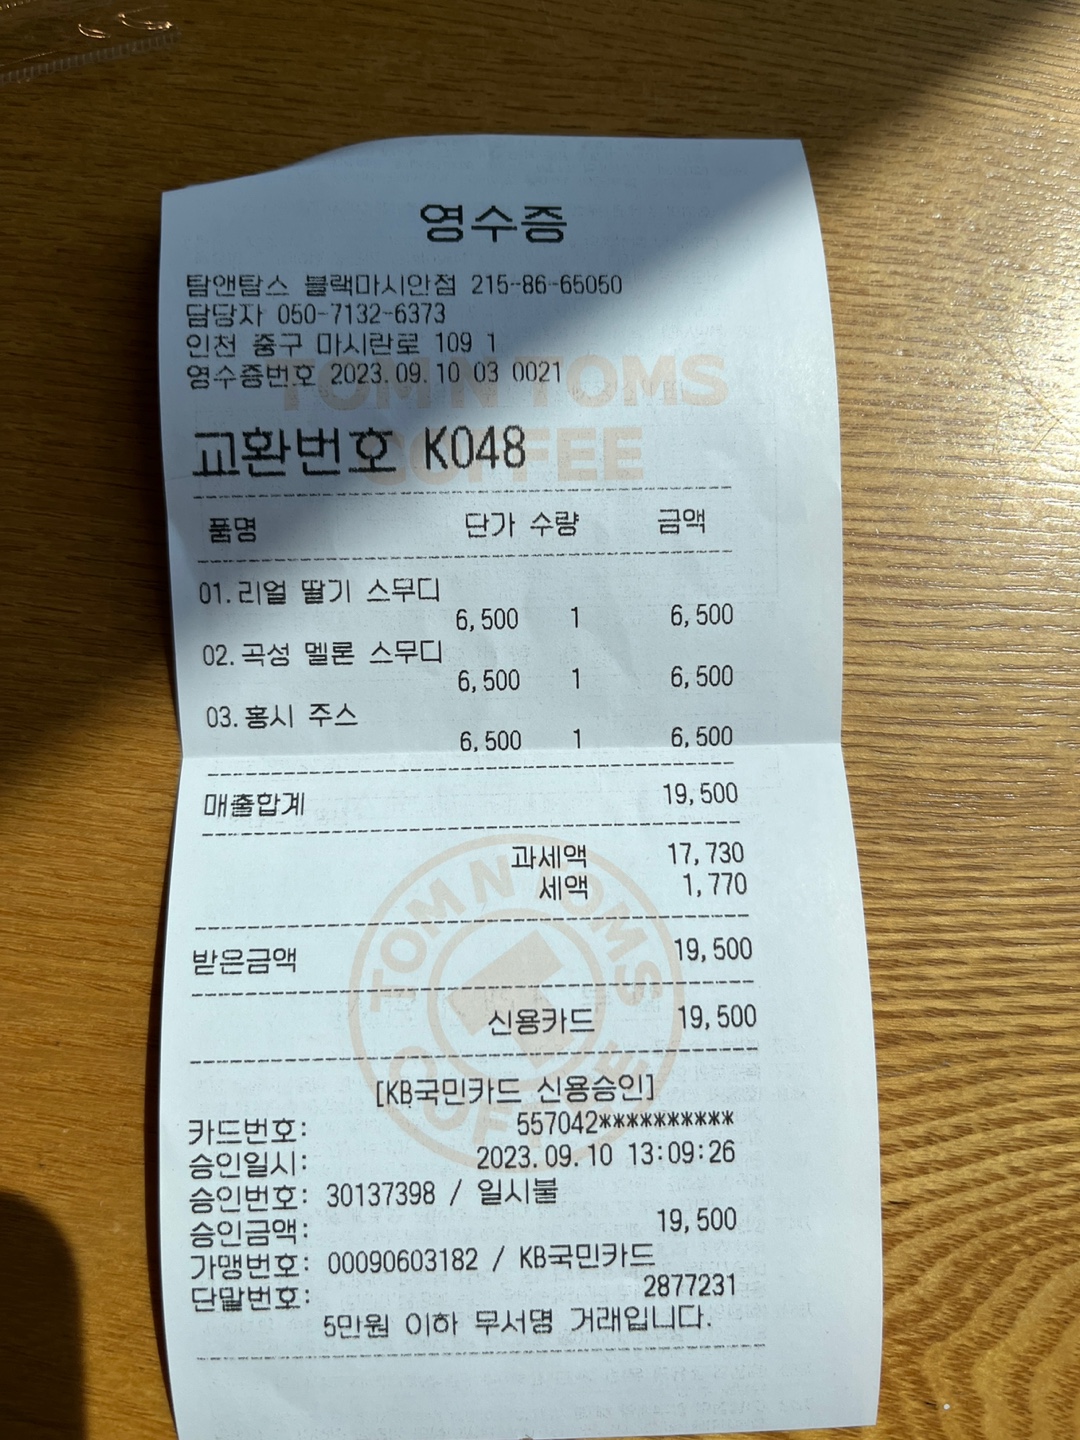 영수증
탐앤탐스 블랙마시안점 215-86-65050
담당자 050-7132-6373
인천 중구 마시란로 109 1
영수증번호 2023.09.10 03 0021
TOM N TOMS
COFFEE
교환번호 K048
품명 단가 수량 금액
01.리얼 딸기 스무디
6,500 1 6,500
02.곡성 멜론 스무디
6,500 1 6,500
03.홍시 주스
6,500 1 6,500
매출합계 19,500
과세액 17,730
세액 1,770
받은금액 19,500
신용카드 19,500
TOM N TOMS COFFEE
[KB국민카드 신용승인]
카드번호: 557042**********
승인일시: 2023.09.10 13:09:26
승인번호: 30137398 / 일시불
승인금액: 19,500
가맹번호: 00090603182 / KB국민카드
단말번호: 2877231
5만원 이하 무서명 거래입니다.